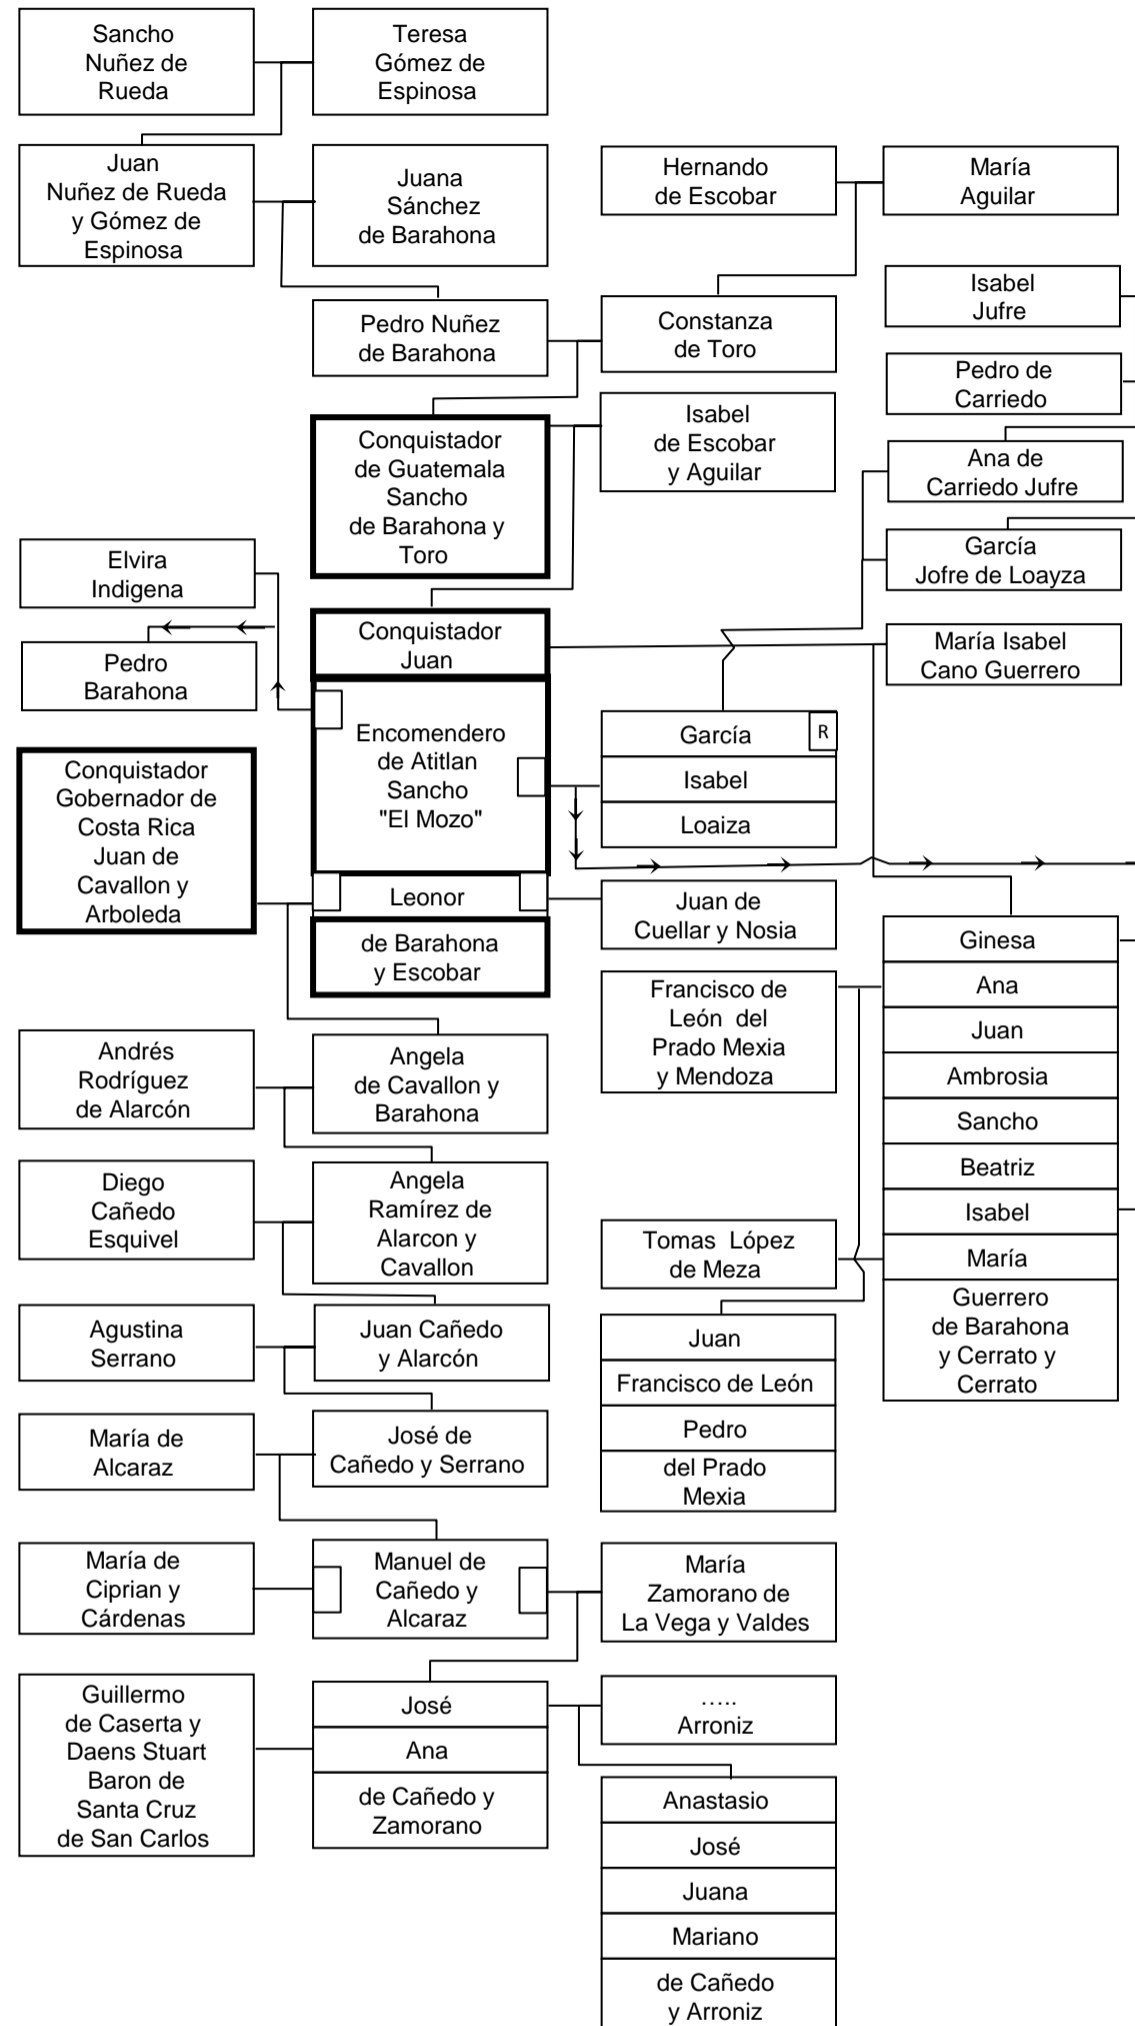 Sancho
Nuñez de
Rueda
Teresa
Gómez de
Espinosa
Juan
Nuñez de Rueda
y Gómez de
Espinosa
Juana
Sánchez
de Barahona
Hernando
de Escobar
María
Aguilar
Isabel
Jufre
Pedro Nuñez
de Barahona
Constanza
de Toro
Pedro de
Carriedo
Conquistador
de Guatemala
Sancho
de Barahona y
Toro
Isabel
de Escobar
y Aguilar
Ana de
Carriedo Jufre
Elvira
Indigena
García
Jofre de Loayza
Pedro
Barahona
Conquistador
Juan
María Isabel
Cano Guerrero
Encomendero
de Atitlan
Sancho
"El Mozo"
García
R
Isabel
Loaiza
Conquistador
Gobernador de
Costa Rica
Juan de
Cavallon y
Arboleda
Leonor
de Barahona
y Escobar
Juan de
Cuellar y Nosia
Francisco de
León del
Prado Mexia
y Mendoza
Ginesa
Ana
Juan
Ambrosia
Sancho
Beatriz
Isabel
María
Guerrero
de Barahona
y Cerrato y
Cerrato
Andrés
Rodríguez
de Alarcón
Angela
de Cavallon y
Barahona
Diego
Cañedo
Esquivel
Angela
Ramírez de
Alarcon y
Cavallon
Tomas López
de Meza
Agustina
Serrano
Juan Cañedo
y Alarcón
Juan
Francisco de León
Pedro
del Prado
Mexia
María de
Alcaraz
José de
Cañedo y Serrano
María de
Ciprian y
Cárdenas
Manuel de
Cañedo y
Alcaraz
María
Zamorano de
La Vega y Valdes
Guillermo
de Caserta y
Daens Stuart
Baron de
Santa Cruz
de San Carlos
José
Ana
de Cañedo y
Zamorano
.....
Arroniz
Anastasio
José
Juana
Mariano
de Cañedo
y Arroniz